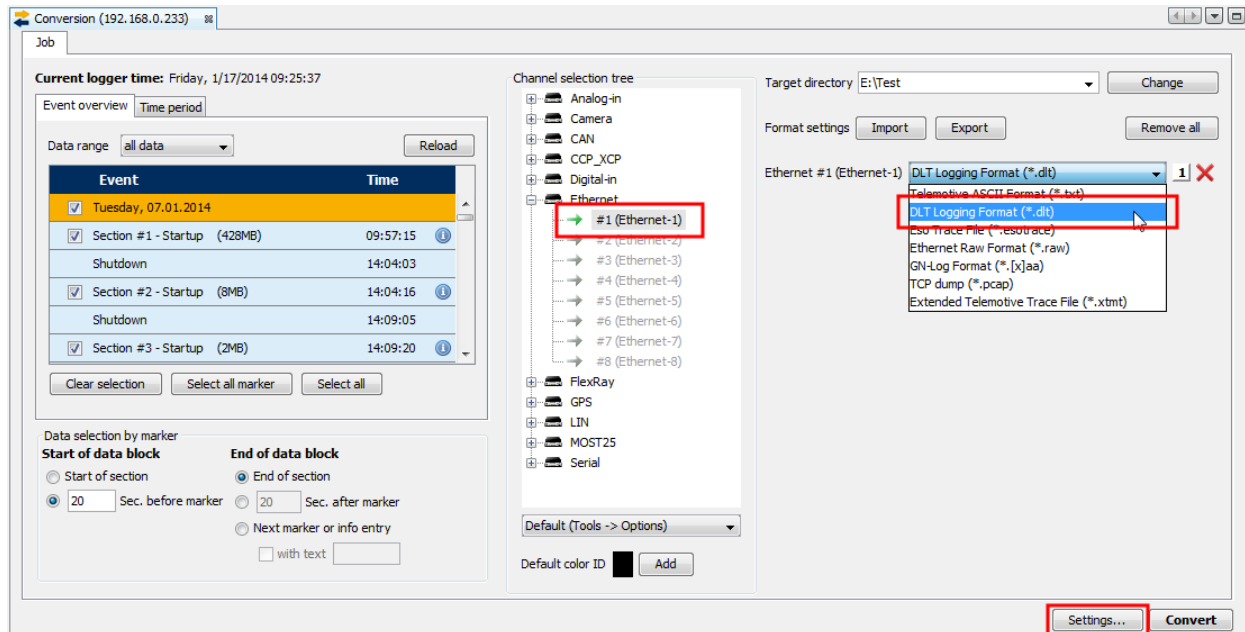 Conversion (192.168.0.233)
Job
Current logger time: Friday, 1/17/2014 09:25:37
Event overview
Time period
Data range
all data
Reload
Event Time
Tuesday, 07.01.2014
Section #1 - Startup (428MB) 09:57:15
Shutdown 14:04:03
Section #2 - Startup (8MB) 14:04:16
Shutdown 14:09:05
Section #3 - Startup (2MB) 14:09:20
Clear selection
Select all marker
Select all
Data selection by marker
Start of data block
Start of section
20 Sec. before marker
End of data block
End of section
20 Sec. after marker
Next marker or info entry
with text
Channel selection tree
Analog-in
Camera
CAN
CCP_XCP
Digital-in
Ethernet
#1 (Ethernet-1)
#2 (Ethernet-2)
#3 (Ethernet-3)
#4 (Ethernet-4)
#5 (Ethernet-5)
#6 (Ethernet-6)
#7 (Ethernet-7)
#8 (Ethernet-8)
FlexRay
GPS
LIN
MOST25
Serial
Default (Tools -> Options)
Default color ID
Add
Target directory E:\Test
Change
Format settings
Import
Export
Remove all
Ethernet #1 (Ethernet-1) DLT Logging Format (*.dlt) 1
Telemotive ASCII Format (*.txt)
DLT Logging Format (*.dlt)
Eso Trace File (*.esotrace)
Ethernet Raw Format (*.raw)
GN-Log Format (*.[x]aa)
TCP dump (*.pcap)
Extended Telemotive Trace File (*.xtmt)
Settings...
Convert